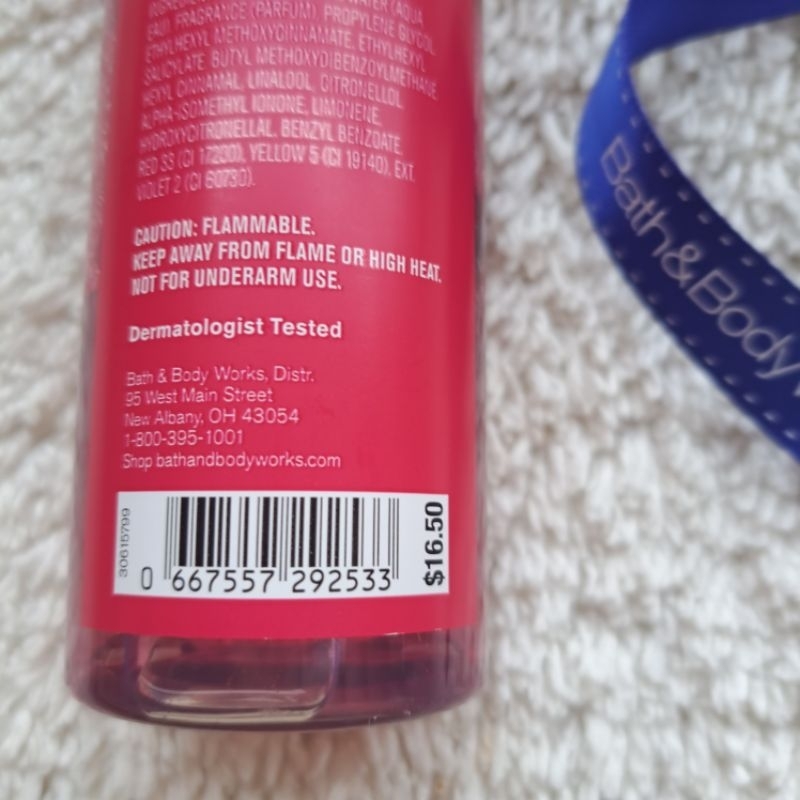 WATER (AQUA,
EAU), FRAGRANCE (PARFUM), PROPYLENE GLYCOL,
ETHYLHEXYL METHOXYCINNAMATE, ETHYLHEXYL
SALICYLATE, BUTYL METHOXYDIBENZOYLMETHANE,
HEXYL CINNAMAL, LINALOOL, CITRONELLOL,
ALPHA-ISOMETHYL IONONE, LIMONENE,
HYDROXYCITRONELLAL, BENZYL BENZOATE,
RED 33 (CI 17200), YELLOW 5 (CI 19140), EXT.
VIOLET 2 (CI 60730).
CAUTION: FLAMMABLE.
KEEP AWAY FROM FLAME OR HIGH HEAT.
NOT FOR UNDERARM USE.
Dermatologist Tested
Bath & Body Works, Distr.
95 West Main Street
New Albany, OH 43054
1-800-395-1001
Shop bathandbodyworks.com
30615799
0 667557 292533
$16.50
Bath&Body